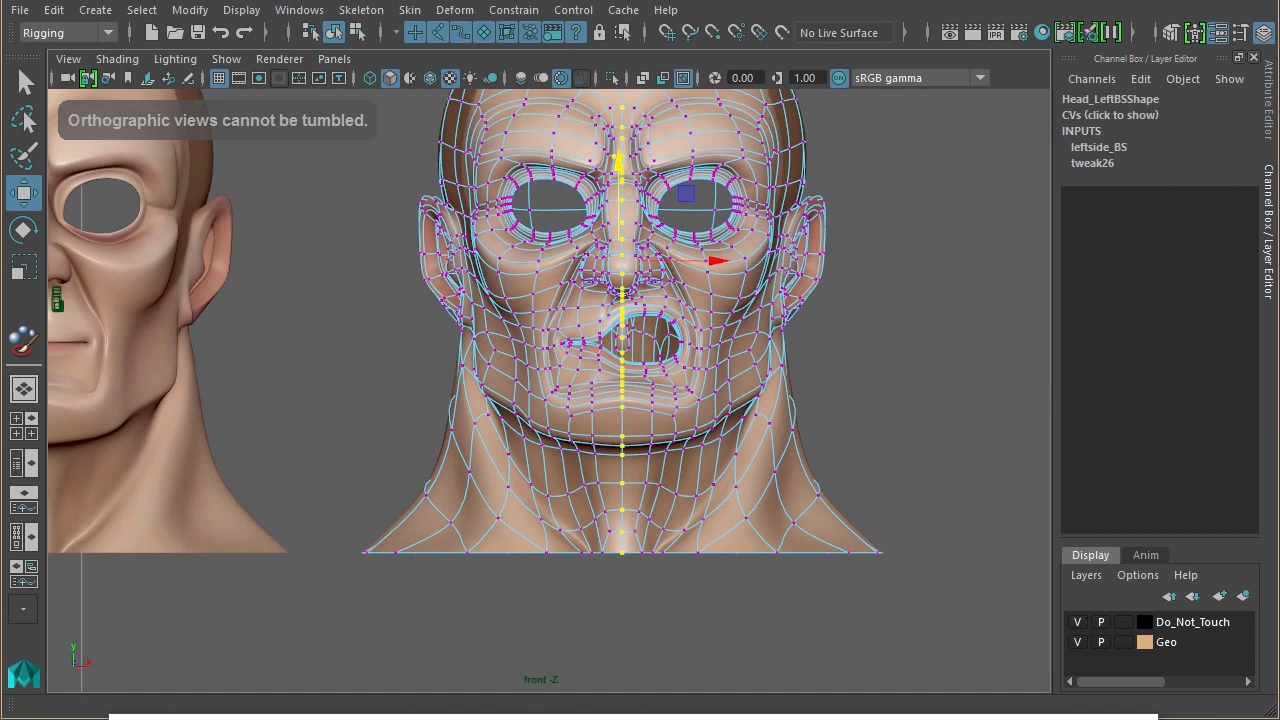 File Edit Create Select Modify Display Windows Skeleton Skin Deform Constrain Control Cache Help
Rigging
No Live Surface
Channel Box / Layer Editor
View Shading Lighting Show Renderer Panels
0.00
1.00
ON
sRGB gamma
IPR
Channels Edit Object Show
Head_LeftBSShape
CVs (click to show)
INPUTS
leftside_BS
tweak26
Attribute Editor
Channel Box / Layer Editor
Orthographic views cannot be tumbled.
Display Anim
Layers Options Help
V P Do_Not_Touch
V P Geo
y
x
front -Z